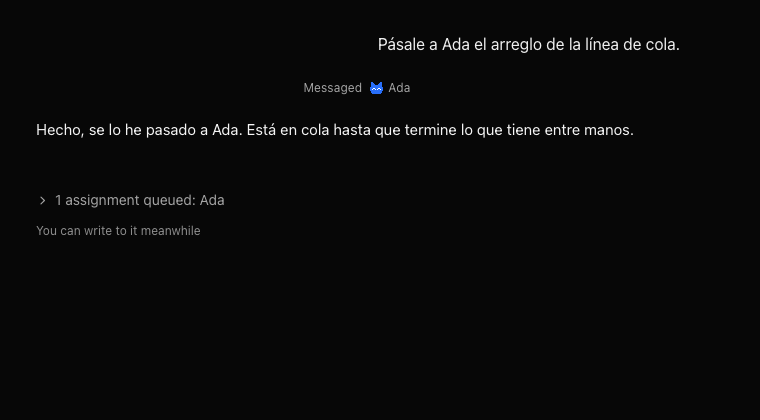 Pásale a Ada el arreglo de la línea de cola.
Messaged Ada
Hecho, se lo he pasado a Ada. Está en cola hasta que termine lo que tiene entre manos.
1 assignment queued: Ada
You can write to it meanwhile